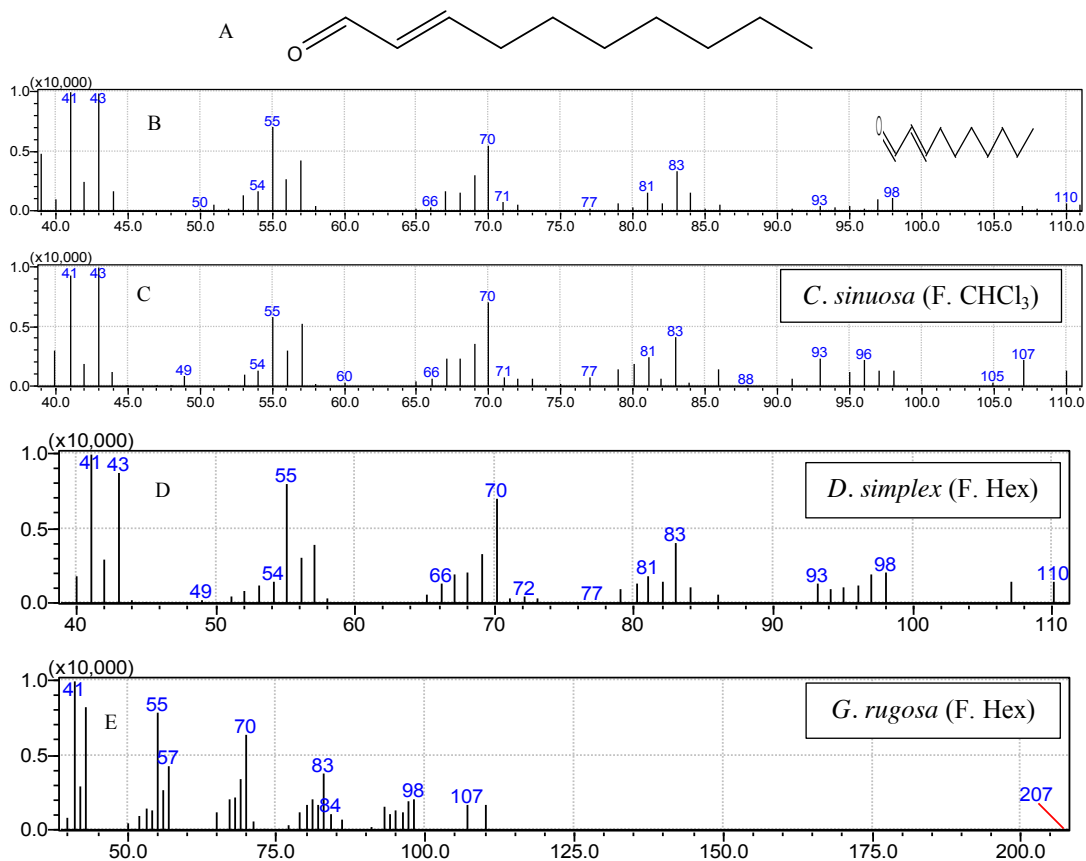 A
O
(x10,000)
1.0
0.5
0.0
B
41 43 50 54 55 66 70 71 77 81 83 93 98 110
O
40.0 45.0 50.0 55.0 60.0 65.0 70.0 75.0 80.0 85.0 90.0 95.0 100.0 105.0 110.0
(x10,000)
1.0
0.5
0.0
C
C. sinuosa (F. CHCl3)
41 43 49 54 55 60 66 70 71 77 81 83 88 93 96 105 107
40.0 45.0 50.0 55.0 60.0 65.0 70.0 75.0 80.0 85.0 90.0 95.0 100.0 105.0 110.0
(x10,000)
1.0
0.5
0.0
D
D. simplex (F. Hex)
41 43 49 54 55 66 70 72 77 81 83 93 98 110
40 50 60 70 80 90 100 110
(x10,000)
1.0
0.5
0.0
E
G. rugosa (F. Hex)
41 55 57 70 83 84 98 107 207
50.0 75.0 100.0 125.0 150.0 175.0 200.0